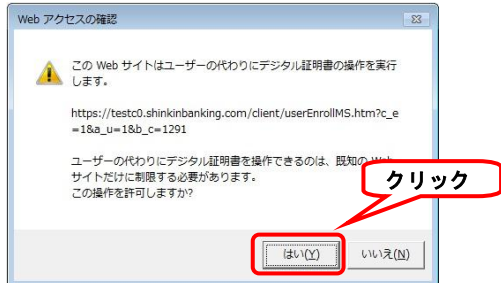 Web アクセスの確認
この Web サイトはユーザーの代わりにデジタル証明書の操作を実行
します。
https://testc0.shinkinbanking.com/client/userEnrollMS.htm?c_e
=1&a_u=1&b_c=1291
ユーザーの代わりにデジタル証明書を操作できるのは、既知の Web
サイトだけに制限する必要があります。
この操作を許可しますか?
クリック
はい(Y)
いいえ(N)